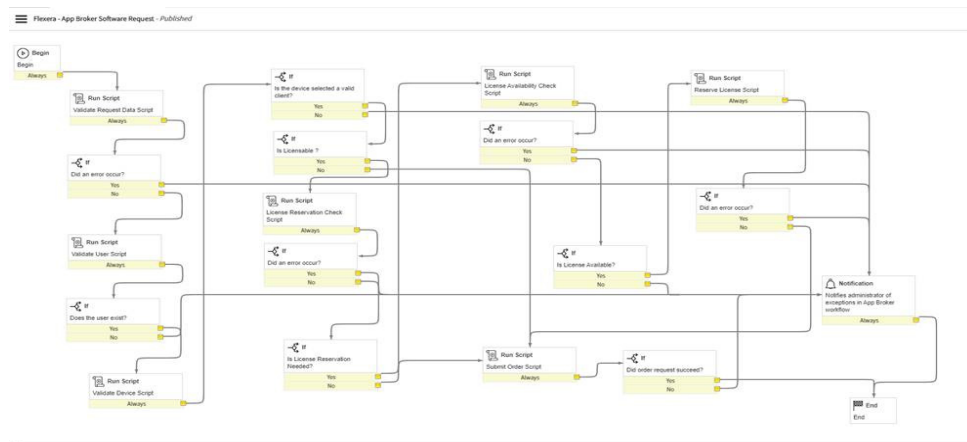 Flexera - App Broker Software Request - Published
Begin
Begin
Always
Run Script
Validate Request Data Script
Always
If
Did an error occur?
Yes
No
Run Script
Validate User Script
Always
If
Does the user exist?
Yes
No
Run Script
Validate Device Script
Always
If
Is the device selected a valid
client?
Yes
No
If
Is Licensable ?
Yes
No
Run Script
License Reservation Check
Script
Always
If
Did an error occur?
Yes
No
If
Is License Reservation
Needed?
Yes
No
Run Script
License Availability Check
Script
Always
If
Did an error occur?
Yes
No
If
Is License Available?
Yes
No
Run Script
Submit Order Script
Always
If
Did order request succeed?
Yes
No
Run Script
Reserve License Script
Always
If
Did an error occur?
Yes
No
Notification
Notifies administrator of
exceptions in App Broker
workflow
Always
End
End